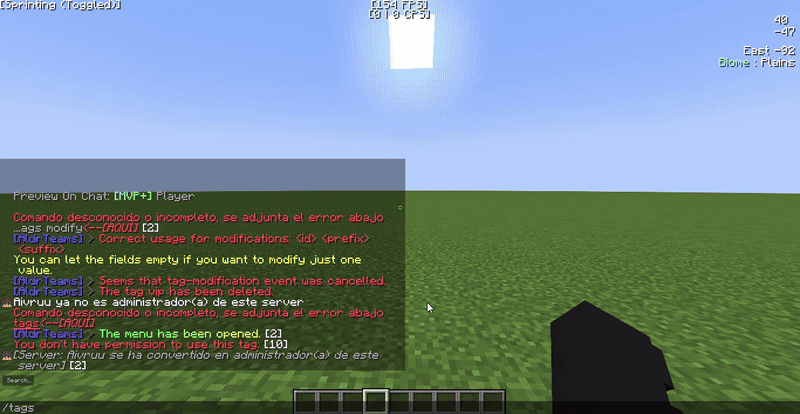 [Sprinting (Toggled)]
[154 FPS]
[0 | 0 CPS]
40
-47
East -92
Biome : Plains
Preview On Chat: [MVP+] Player
Comando desconocido o incompleto, se adjunta el error abajo
...ags modify<--[AQUÍ] [2]
[AldrTeams] > Correct usage for modifications: <id> <prefix>
<suffix>
You can let the fields empty if you want to modify just one
value.
[AldrTeams] > Seems that tag-modification event was cancelled.
[AldrTeams] > The tag vip has been deleted.
Aivruu ya no es administrador(a) de este server
Comando desconocido o incompleto, se adjunta el error abajo
tags<--[AQUÍ]
[AldrTeams] > The menu has been opened. [2]
You don't have permission to use this tag. [10]
[Server: Aivruu se ha convertido en administrador(a) de este
server] [2]
Search...
/tags